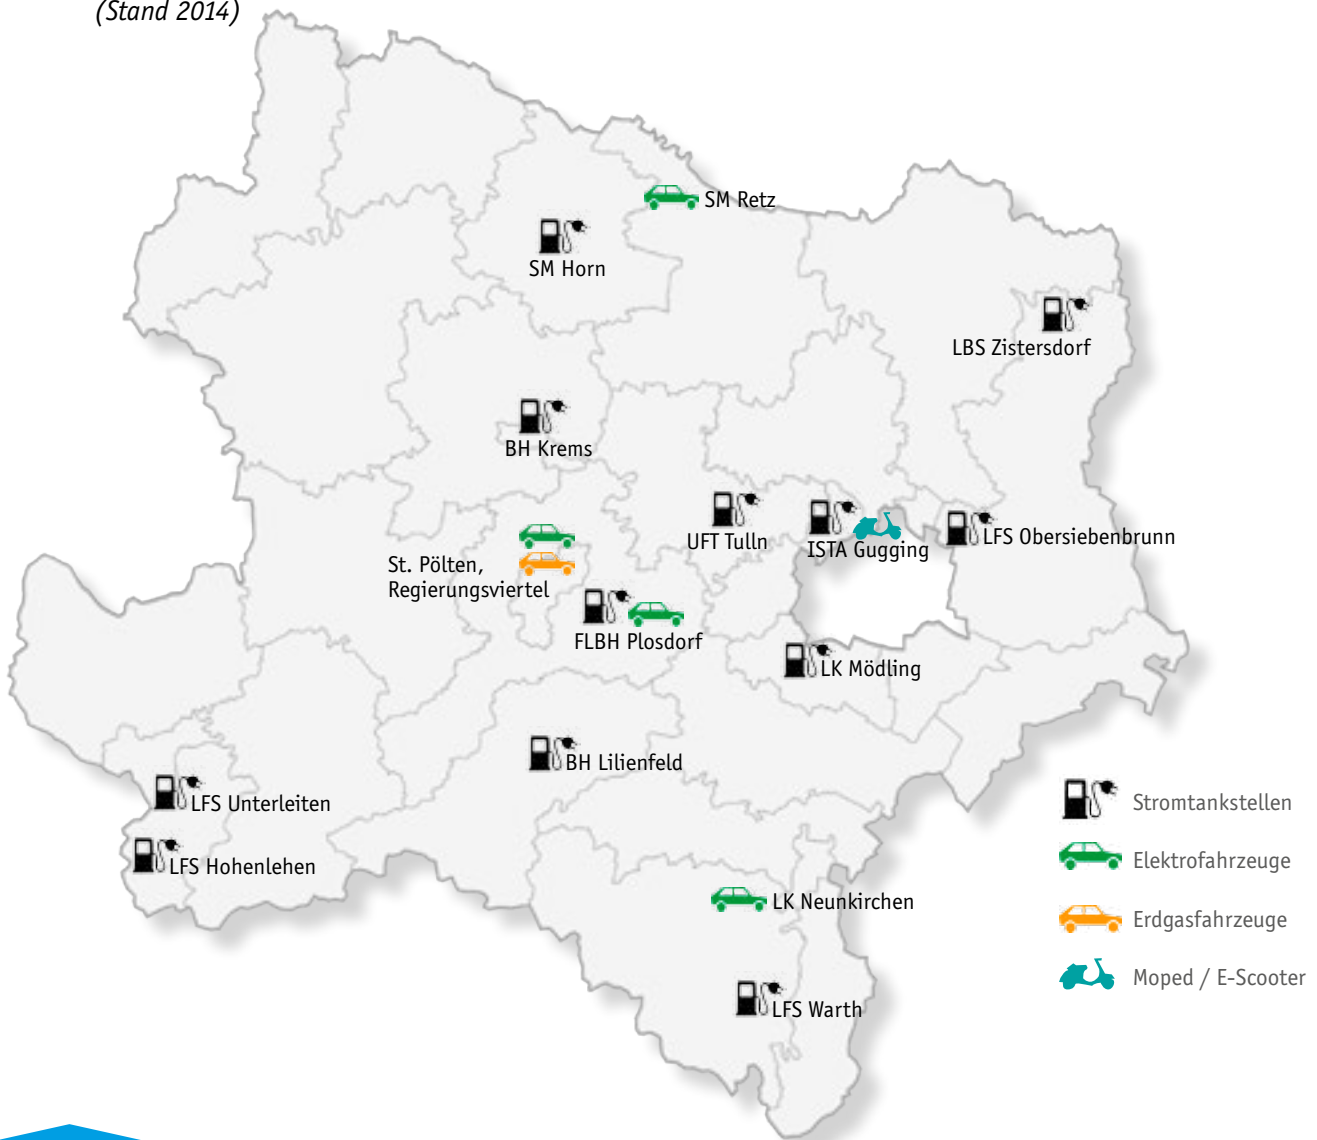 (Stand 2014)
SM Retz
SM Horn
LBS Zistersdorf
BH Krems
UFT Tulln
ISTA Gugging
LFS Obersiebenbrunn
St. Pölten,
Regierungsviertel
FLBH Plosdorf
LK Mödling
BH Lilienfeld
LFS Unterleiten
LFS Hohenlehen
LK Neunkirchen
LFS Warth
Stromtankstellen
Elektrofahrzeuge
Erdgasfahrzeuge
Moped / E-Scooter